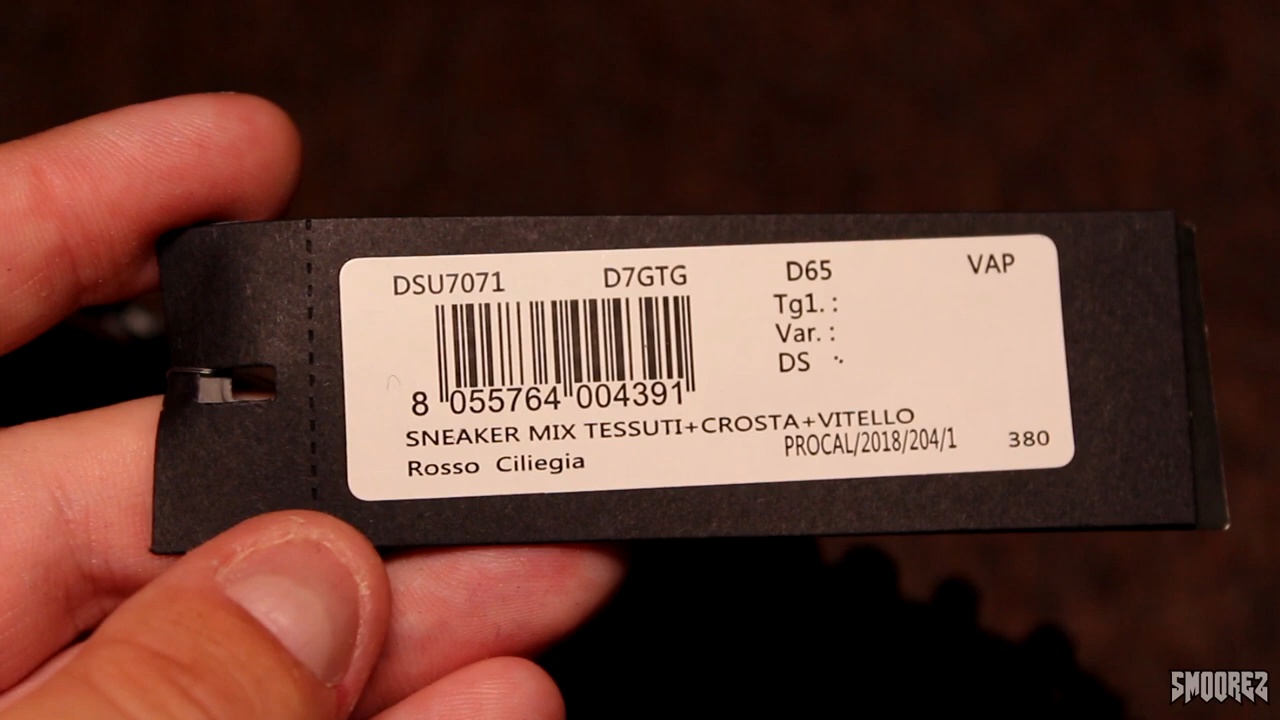 DSU7071 D7GTG D65 VAP
Tg1. :
Var. :
DS :
8 055764 004391
SNEAKER MIX TESSUTI+CROSTA+VITELLO
PROCAL/2018/204/1 380
Rosso Ciliegia
SMOOREZ